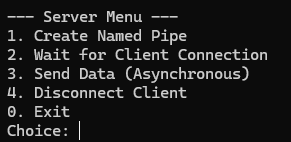 --- Server Menu ---
1. Create Named Pipe
2. Wait for Client Connection
3. Send Data (Asynchronous)
4. Disconnect Client
0. Exit
Choice: